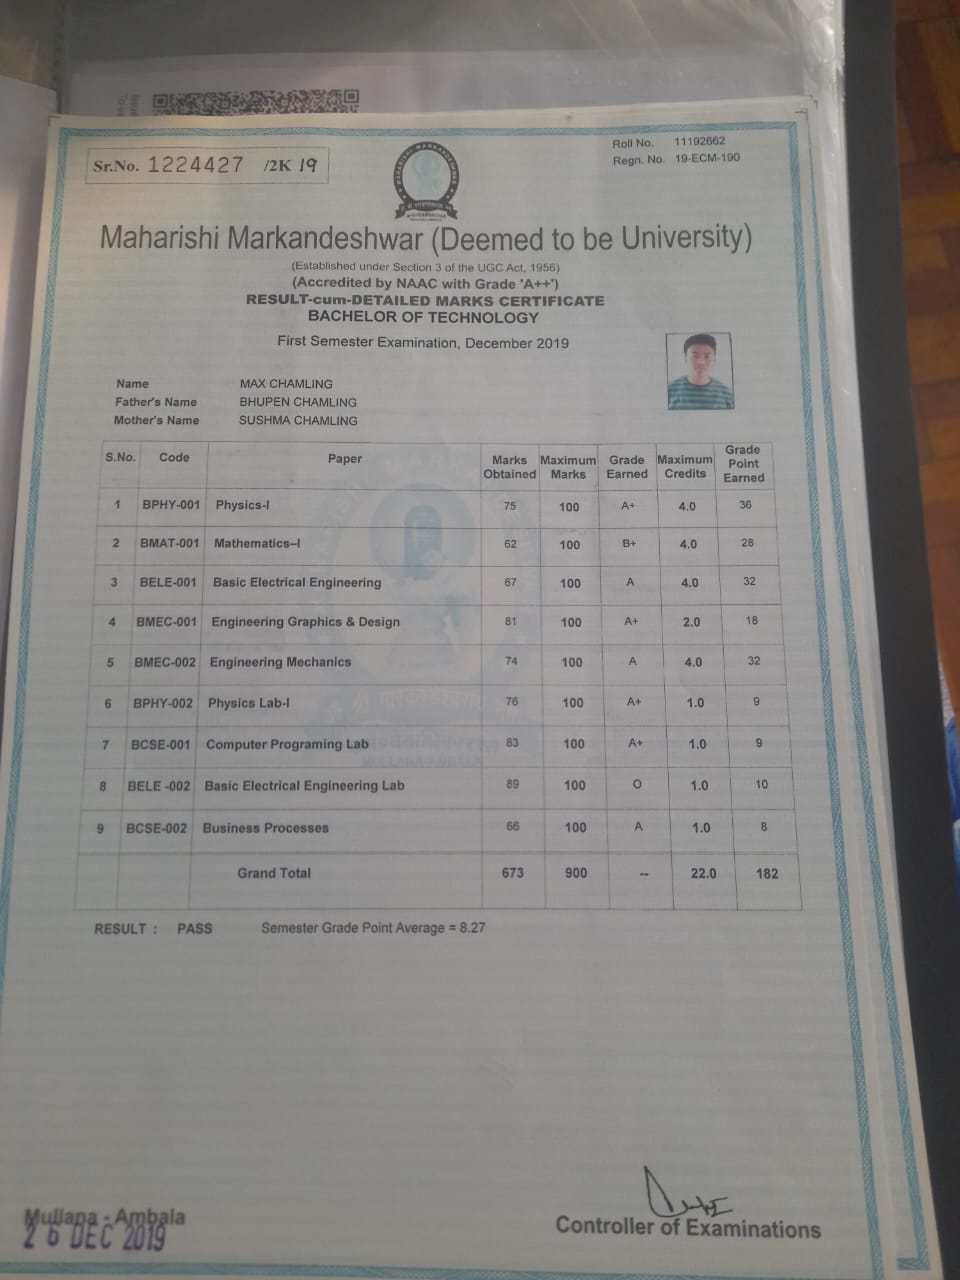 Sr.No. 1224427 /2K 19
Roll No. 11192662
Regn. No. 19-ECM-190
MAHARISHI MARKANDESHWAR
Maharishi Markandeshwar (Deemed to be University)
(Established under Section 3 of the UGC Act, 1956)
(Accredited by NAAC with Grade 'A++')
RESULT-cum-DETAILED MARKS CERTIFICATE
BACHELOR OF TECHNOLOGY
First Semester Examination, December 2019
Name MAX CHAMLING
Father's Name BHUPEN CHAMLING
Mother's Name SUSHMA CHAMLING
S.No. Code Paper Marks Obtained Maximum Marks Grade Earned Maximum Credits Grade Point Earned
1 BPHY-001 Physics-I 75 100 A+ 4.0 36
2 BMAT-001 Mathematics–I 62 100 B+ 4.0 28
3 BELE-001 Basic Electrical Engineering 67 100 A 4.0 32
4 BMEC-001 Engineering Graphics & Design 81 100 A+ 2.0 18
5 BMEC-002 Engineering Mechanics 74 100 A 4.0 32
6 BPHY-002 Physics Lab-I 76 100 A+ 1.0 9
7 BCSE-001 Computer Programing Lab 83 100 A+ 1.0 9
8 BELE -002 Basic Electrical Engineering Lab 89 100 O 1.0 10
9 BCSE-002 Business Processes 66 100 A 1.0 8
Grand Total 673 900 -- 22.0 182
RESULT : PASS Semester Grade Point Average = 8.27
Mullana - Ambala
26 DEC 2019
Controller of Examinations